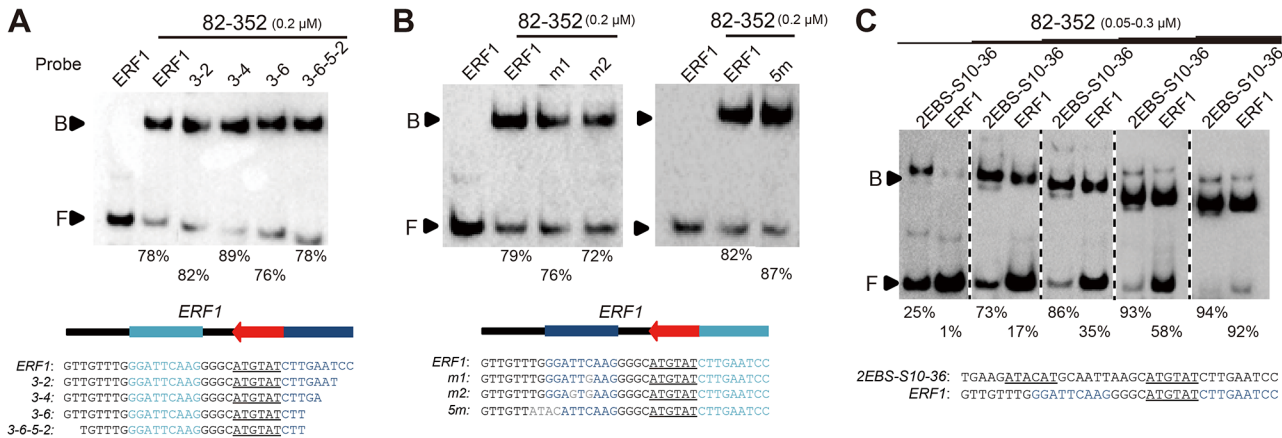 A
82-352 (0.2 µM)
Probe
ERF1
ERF1
3-2
3-4
3-6
3-6-5-2
B
F
78%
82%
89%
76%
78%
ERF1
ERF1: GTTGTTTGGGATTCAAGGGGCATGTATCTTGAATCC
3-2: GTTGTTTGGGATTCAAGGGGCATGTATCTTGAAT
3-4: GTTGTTTGGGATTCAAGGGGCATGTATCTTGA
3-6: GTTGTTTGGGATTCAAGGGGCATGTATCTT
3-6-5-2: TGTTTGGGATTCAAGGGGCATGTATCTT
B
82-352 (0.2 µM)
82-352 (0.2 µM)
ERF1
ERF1
m1
m2
ERF1
ERF1
5m
B
F
79%
76%
72%
82%
87%
ERF1
ERF1: GTTGTTTGGGATTCAAGGGGCATGTATCTTGAATCC
m1: GTTGTTTGGGATTGAAGGGGCATGTATCTTGAATCC
m2: GTTGTTTGGGAGTGAAGGGGCATGTATCTTGAATCC
5m: GTTGTTATACATTCAAGGGGCATGTATCTTGAATCC
C
82-352 (0.05-0.3 µM)
2EBS-S10-36
ERF1
2EBS-S10-36
ERF1
2EBS-S10-36
ERF1
2EBS-S10-36
ERF1
2EBS-S10-36
ERF1
B
F
25%
1%
73%
17%
86%
35%
93%
58%
94%
92%
2EBS-S10-36: TGAAGATACATGCAATTAAGCATGTATCTTGAATCC
ERF1: GTTGTTTGGGATTCAAGGGGCATGTATCTTGAATCC